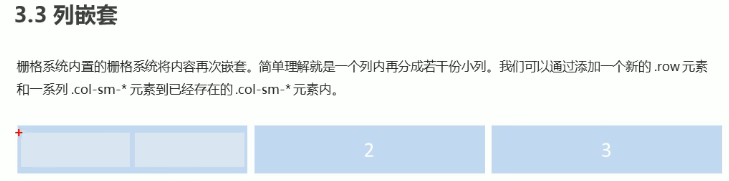 3.3 列嵌套
栅格系统内置的栅格系统将内容再次嵌套。简单理解就是一个列内再分成若干份小列。我们可以通过添加一个新的 .row 元素
和一系列 .col-sm-* 元素到已经存在的 .col-sm-* 元素内。
2 3